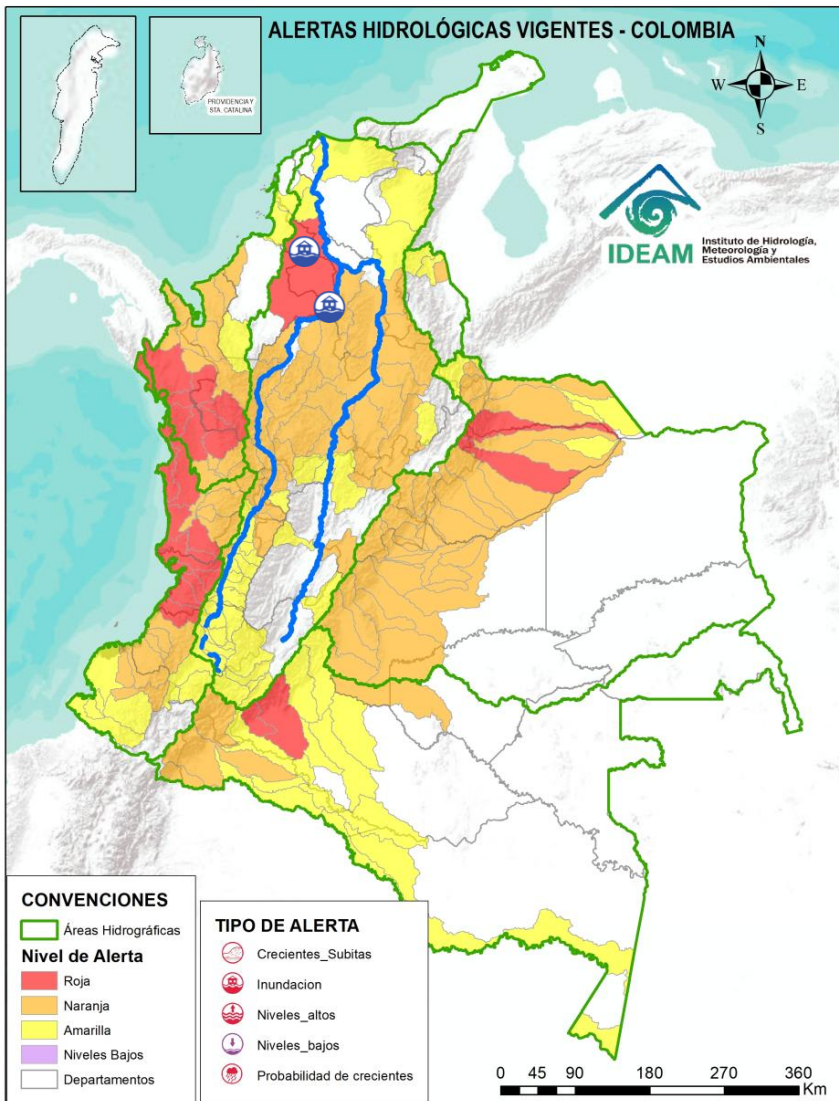 ALERTAS HIDROLÓGICAS VIGENTES - COLOMBIA
PROVIDENCIA Y
STA. CATALINA
N
W
E
S
IDEAM
Instituto de Hidrología,
Meteorología y
Estudios Ambientales
CONVENCIONES
Áreas Hidrográficas
Nivel de Alerta
Roja
Naranja
Amarilla
Niveles Bajos
Departamentos
TIPO DE ALERTA
Crecientes_Subitas
Inundacion
Niveles_altos
Niveles_bajos
Probabilidad de crecientes
0 45 90 180 270 360
Km